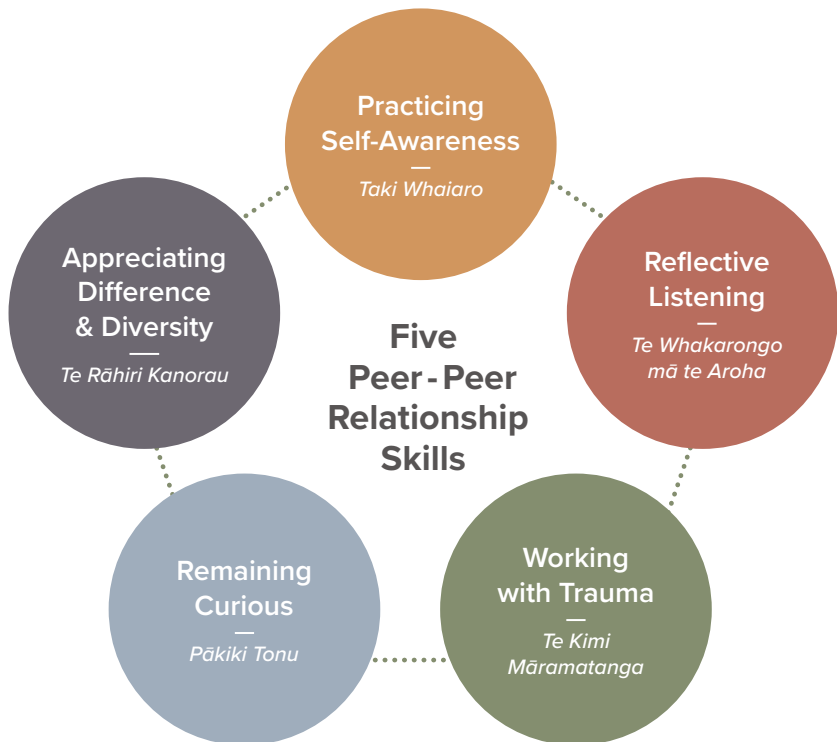 Practicing
Self-Awareness
Taki Whaiaro
Reflective
Listening
Te Whakarongo
mā te Aroha
Working
with Trauma
Te Kimi
Māramatanga
Remaining
Curious
Pākiki Tonu
Appreciating
Difference
& Diversity
Te Rāhiri Kanorau
Five
Peer-Peer
Relationship
Skills